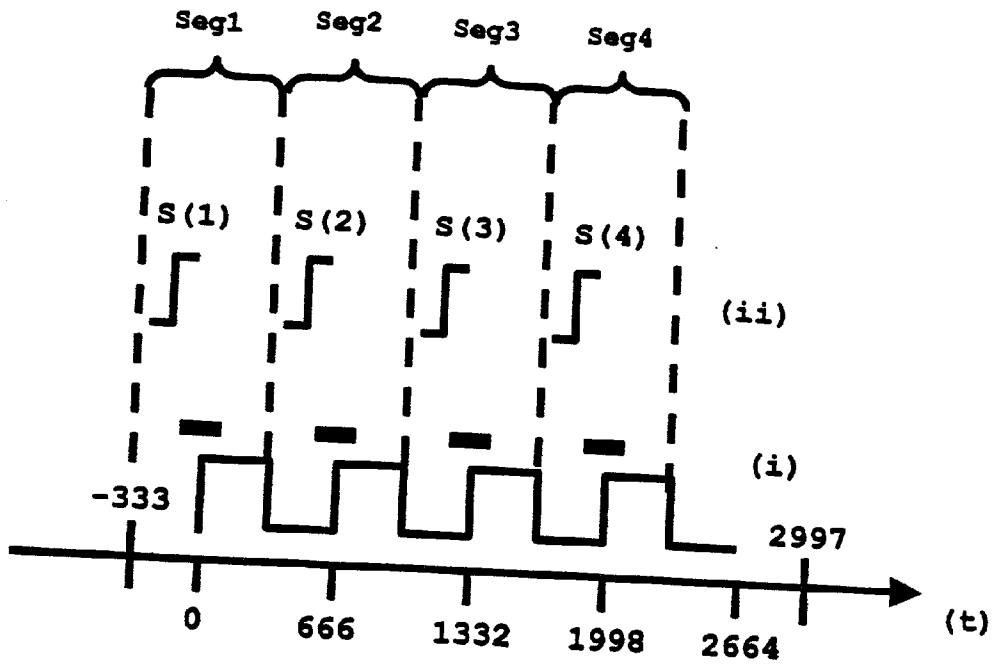 Seg1 Seg2 Seg3 Seg4
S(1) S(2) S(3) S(4)
(ii)
(i)
-333
2997
0 666 1332 1998 2664
(t)